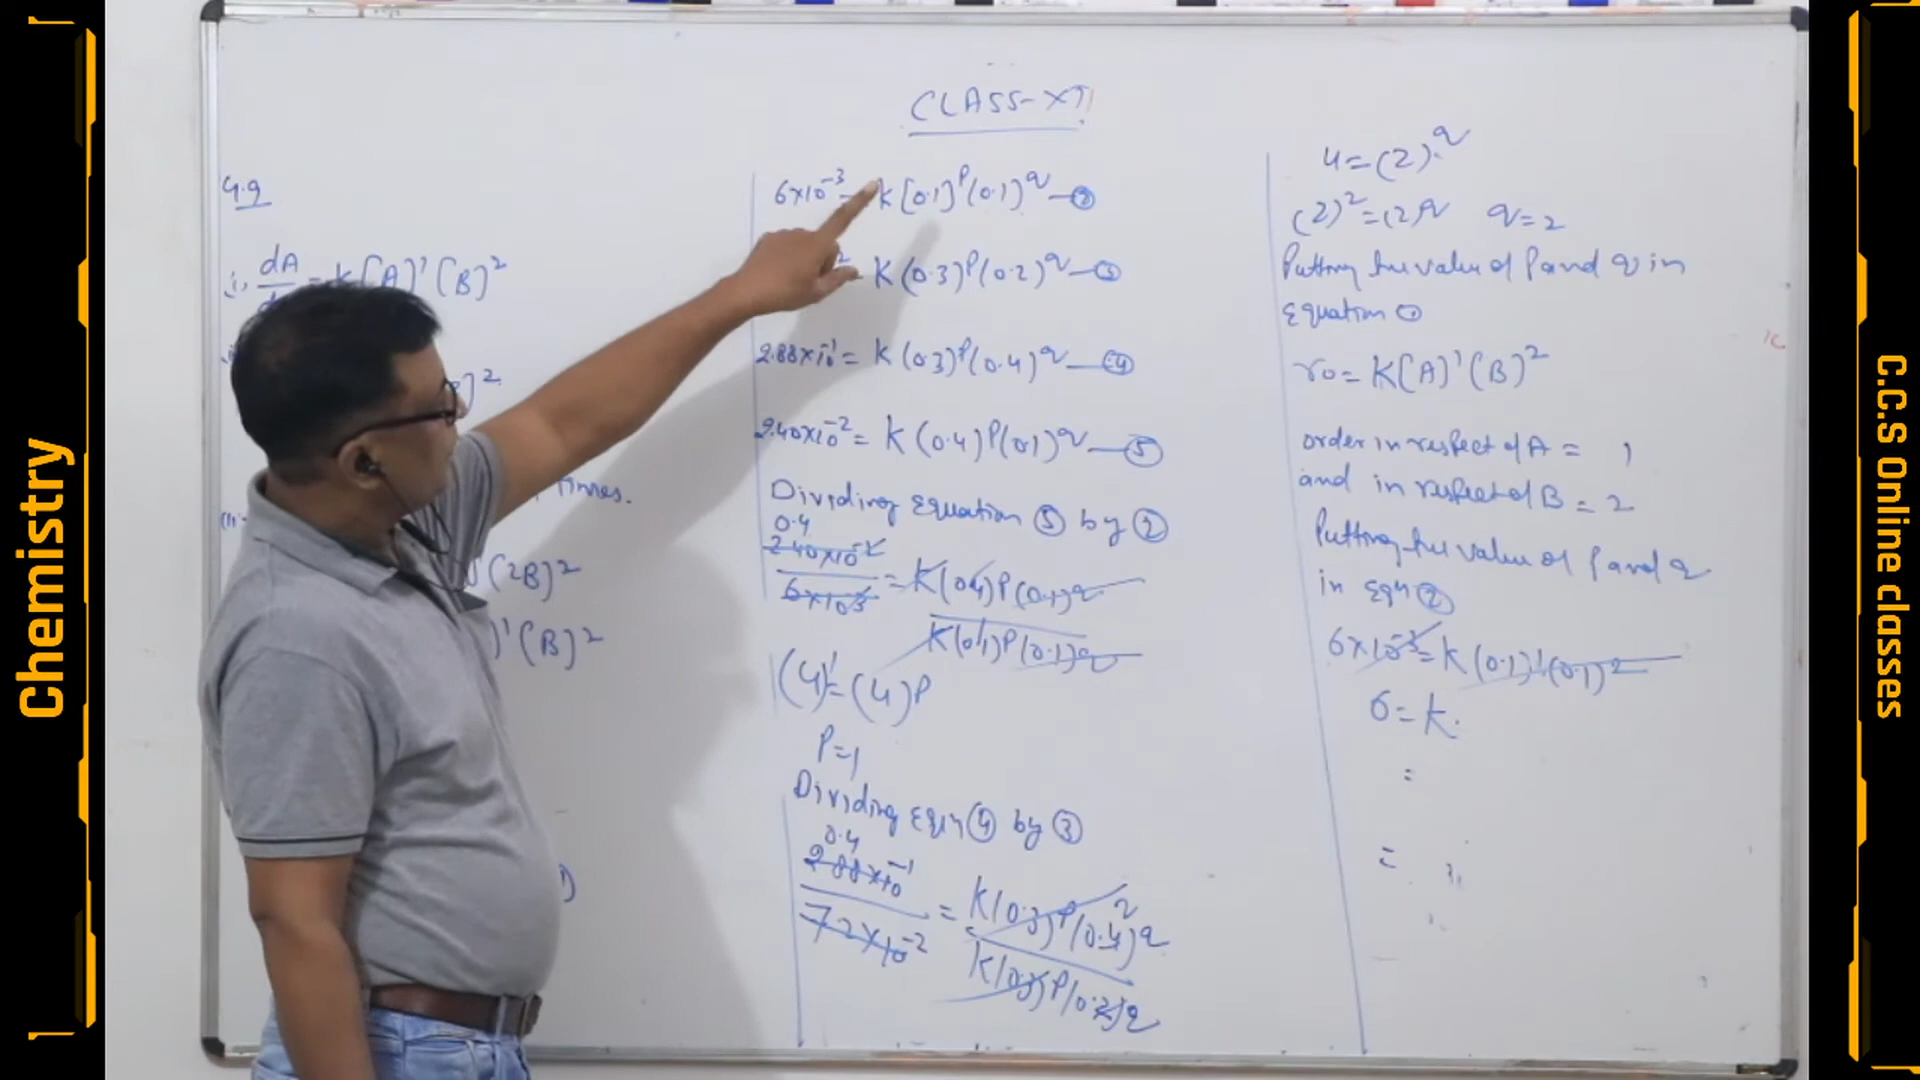 Chemistry
C.C.S Online classes
CLASS-XII
4.9
dA = K[A]¹(B)²
)².
times.
(2B)²
)¹(B)²
6×10⁻³ = K[0.1]ᵖ(0.1)^q — ②
K(0.3)ᵖ(0.2)^q — ③
2.88×10⁻¹ = K(0.3)ᵖ(0.4)^q — ④
2.40×10⁻² = K(0.4)ᵖ(0.1)^q — ⑤
Dividing Equation ⑤ by ②
0.4
2.40×10⁻² / 6×10⁻³ = K(0.4)P(0.1)q / K(0.1)P(0.1)q
(4)¹=(4)P
P=1
Dividing Eqn ④ by ③
0.4
2.88×10⁻¹ / 72×10⁻² = K(0.3)P(0.4)q / K(0.3)P(0.2)q
4=(2)^q
(2)²=(2)q q=2
Putting the value of P and q in
Equation
r₀ = K[A]¹(B)²
order in respect of A = 1
and in respect of B = 2
Putting the value of P and q
in Eqn ②
6×10⁻³=K(0.1)¹(0.1)²
6=K.
=
=